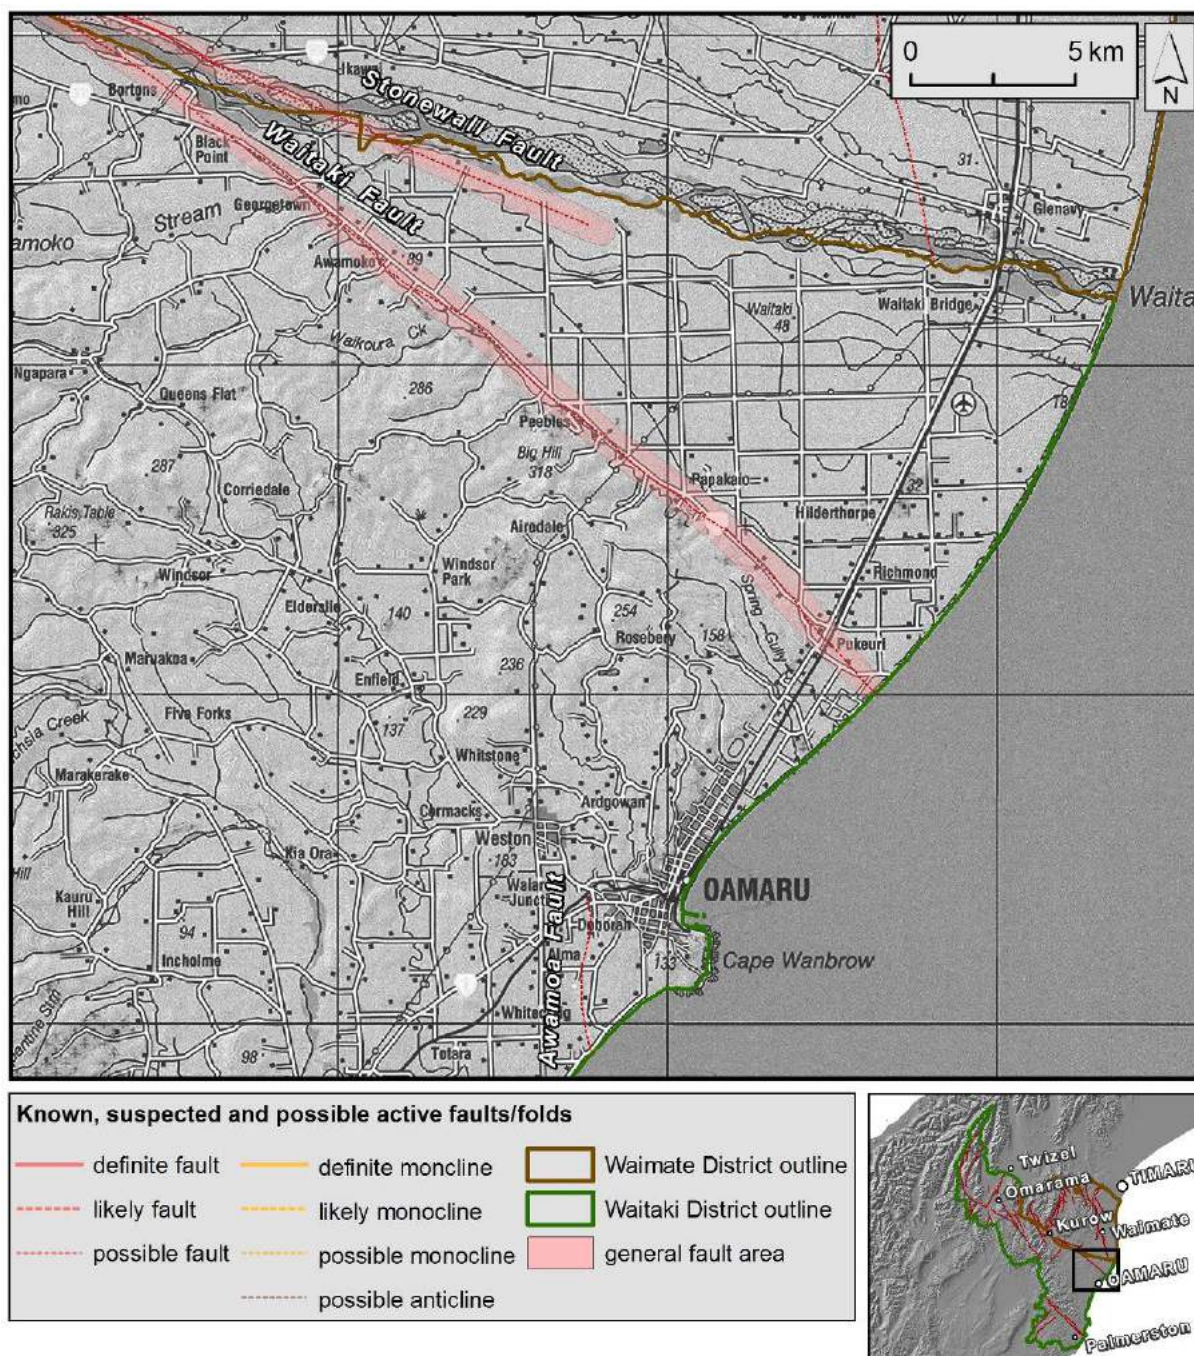 0
5 km
N
Bortons
Ikawai
Stonewall Fault
Black
Point
Waitaki Fault
31
Glenavy
Georgetown
Stream
amoko
Awamoko
89
Waitaki Bridge
Waita
Waitaki
48
Waikoura Ck
Ngapara
Queens Flat
286
18
Peebles
Big Hill
318
287
Corriedale
Papakaio
32
Rakis Table
325
Airedale
Hilderthorpe
Windsor
Windsor
Park
Richmond
Elderslie
140
254
Spring Gully
Rosebery
158
Pukeuri
Maruakoa
236
Enfield
Five Forks
229
137
Whitstone
Marakerake
Ardgowan
Cormacks
Weston
Kia Ora
183
Hill
Kauru
Hill
OAMARU
Awamoa Fault
94
Deborah
Alma
133
Cape Wanbrow
Incholme
1
98
Totara
Known, suspected and possible active faults/folds
definite fault
definite moncline
Waimate District outline
likely fault
likely monocline
Waitaki District outline
possible fault
possible monocline
general fault area
possible anticline
Twizel
TIMARU
Omarama
Kurow
Waimate
OAMARU
Palmerston